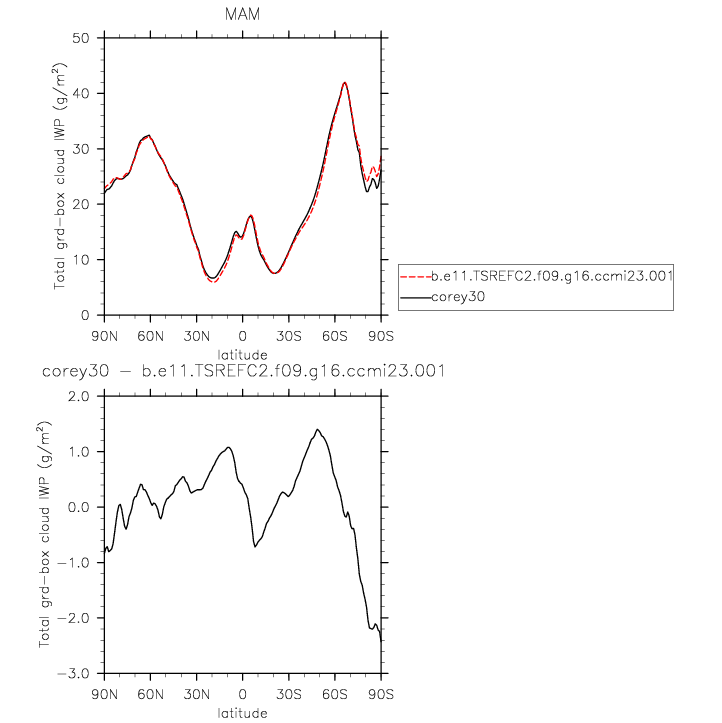 MAM
Total grd-box cloud IWP (g/m²)
50
40
30
20
10
0
90N 60N 30N 0 30S 60S 90S
latitude
b.e11.TSREFC2.f09.g16.ccmi23.001
corey30
corey30 - b.e11.TSREFC2.f09.g16.ccmi23.001
Total grd-box cloud IWP (g/m²)
2.0
1.0
0.0
-1.0
-2.0
-3.0
90N 60N 30N 0 30S 60S 90S
latitude